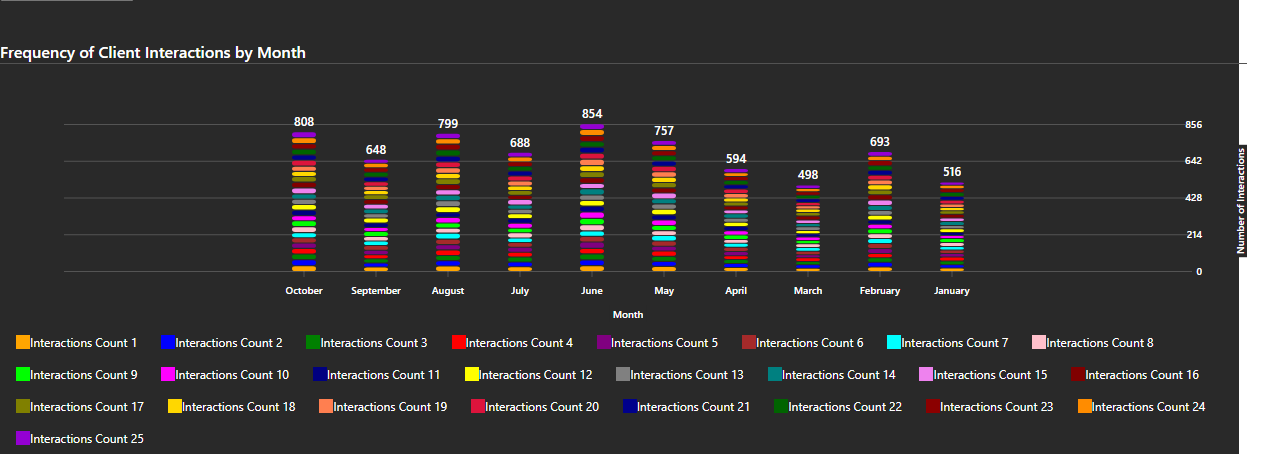 Frequency of Client Interactions by Month
808 648 799 688 854 757 594 498 693 516
856
642
428
214
0
Number of Interactions
October September August July June May April March February January
Month
Interactions Count 1 Interactions Count 2 Interactions Count 3 Interactions Count 4 Interactions Count 5 Interactions Count 6 Interactions Count 7 Interactions Count 8
Interactions Count 9 Interactions Count 10 Interactions Count 11 Interactions Count 12 Interactions Count 13 Interactions Count 14 Interactions Count 15 Interactions Count 16
Interactions Count 17 Interactions Count 18 Interactions Count 19 Interactions Count 20 Interactions Count 21 Interactions Count 22 Interactions Count 23 Interactions Count 24
Interactions Count 25